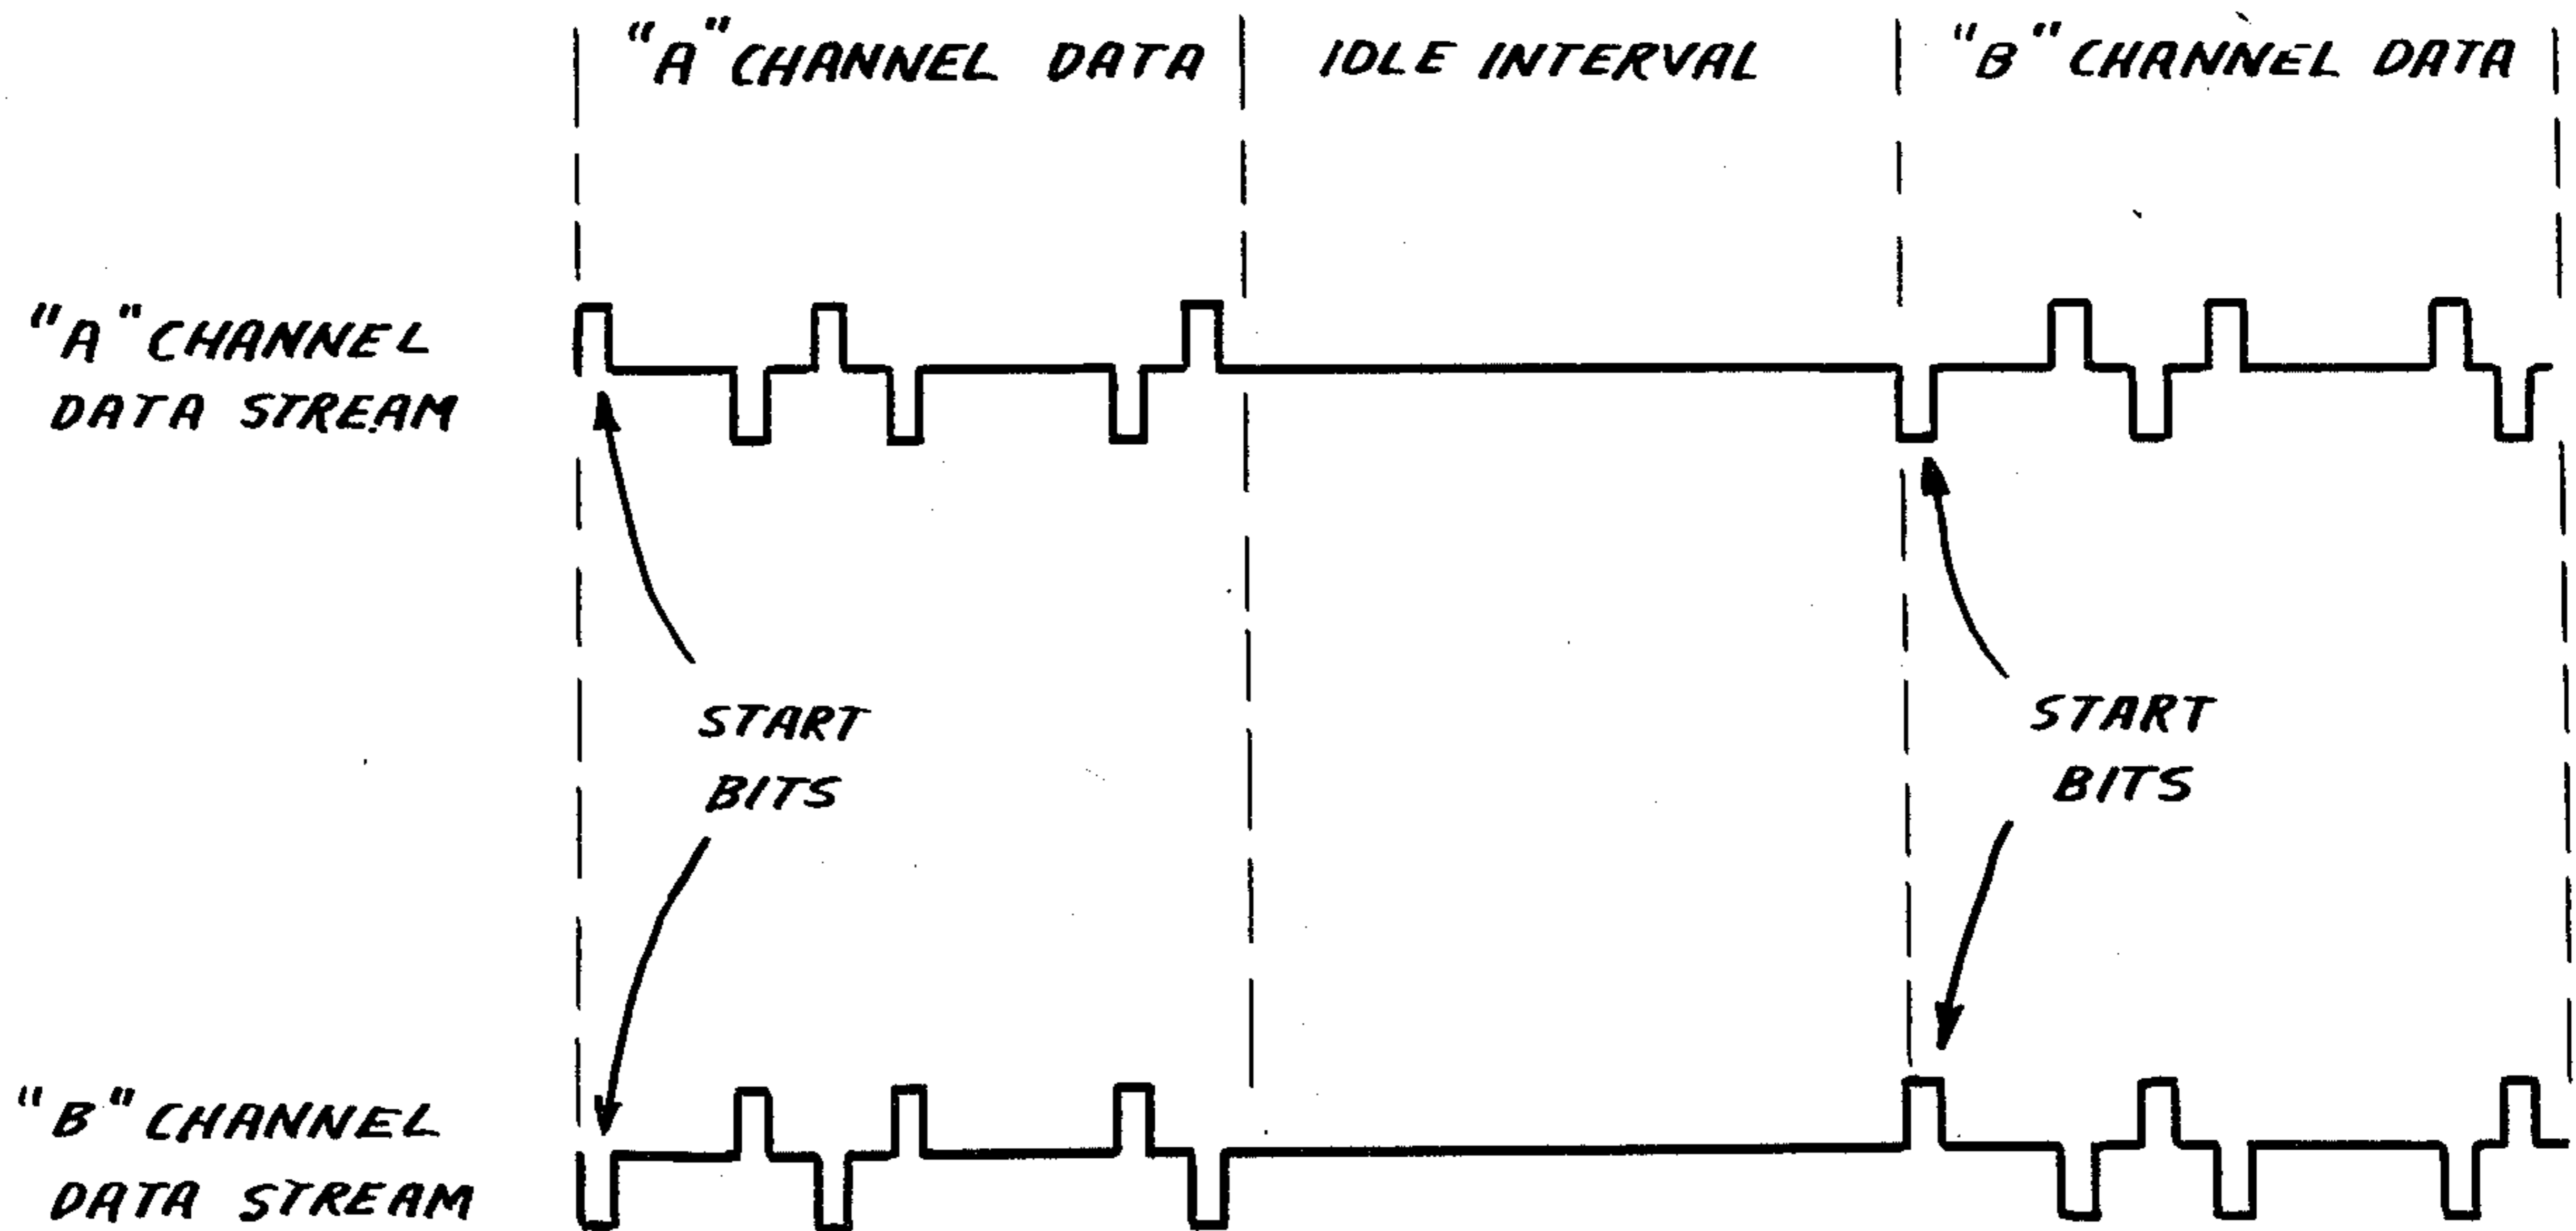 "A" CHANNEL DATA
IDLE INTERVAL
"B" CHANNEL DATA
"A" CHANNEL
DATA STREAM
START
BITS
START
BITS
"B" CHANNEL
DATA STREAM